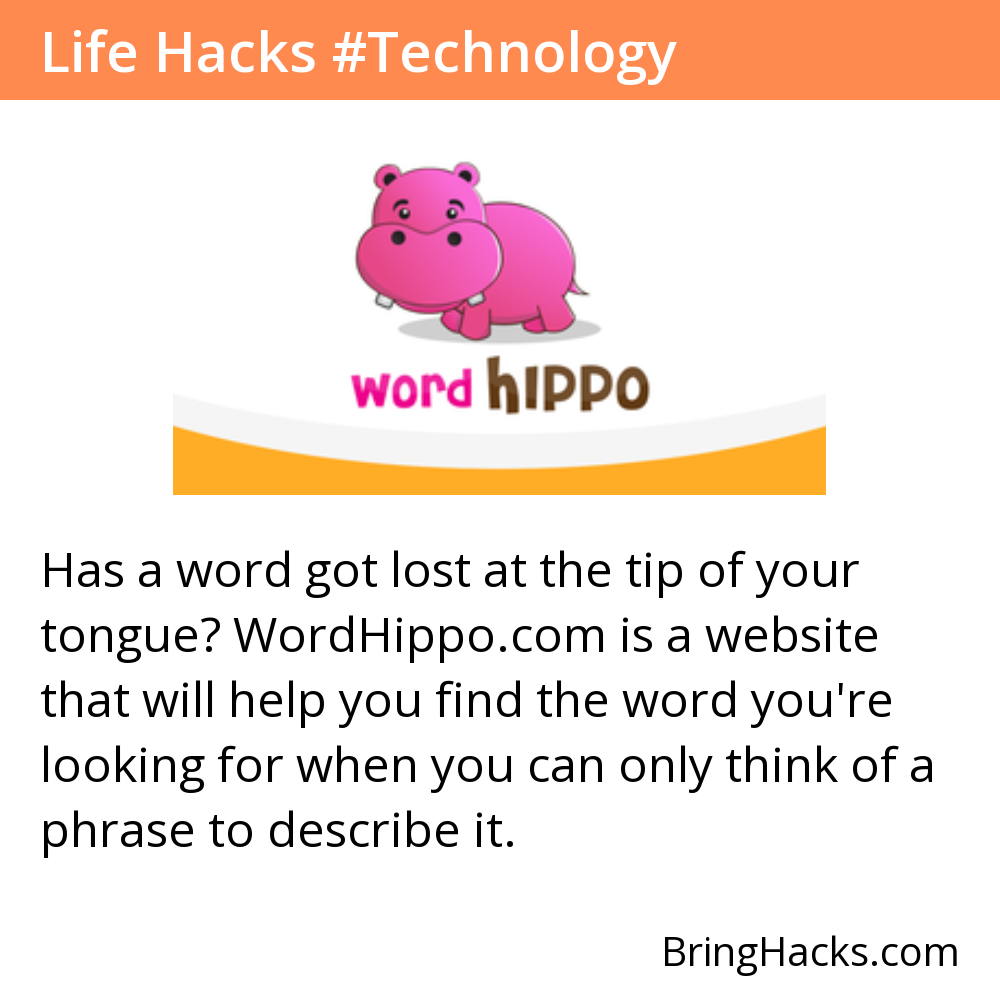 Life Hacks #Technology
word hippo
Has a word got lost at the tip of your
tongue? WordHippo.com is a website
that will help you find the word you're
looking for when you can only think of a
phrase to describe it.
BringHacks.com